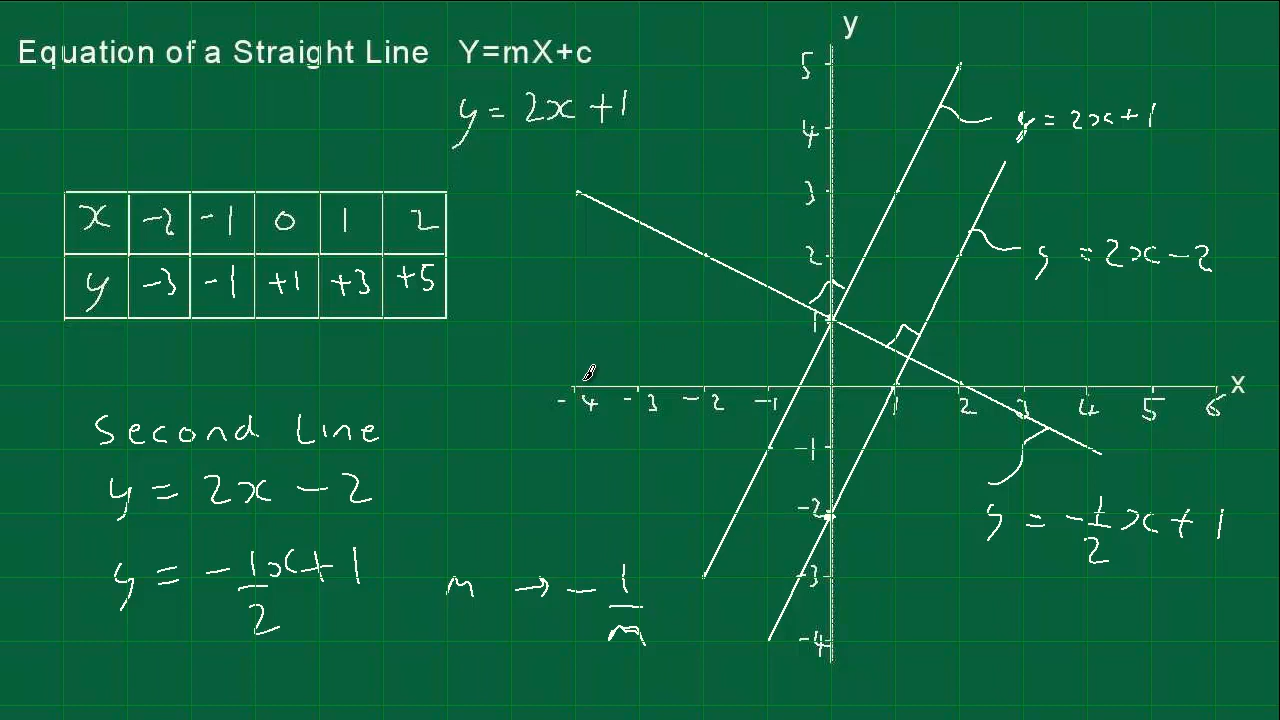 Equation of a Straight Line Y=mX+c
y = 2x + 1
x -2 -1 0 1 2
y -3 -1 +1 +3 +5
Second Line
y = 2x - 2
y = -1/2 x + 1
m → - 1/m
y
5
4
3
2
1
-4 -3 -2 -1 1 2 3 4 5 6 x
-1
-2
-3
-4
y = 2x + 1
y = 2x - 2
y = -1/2 x + 1